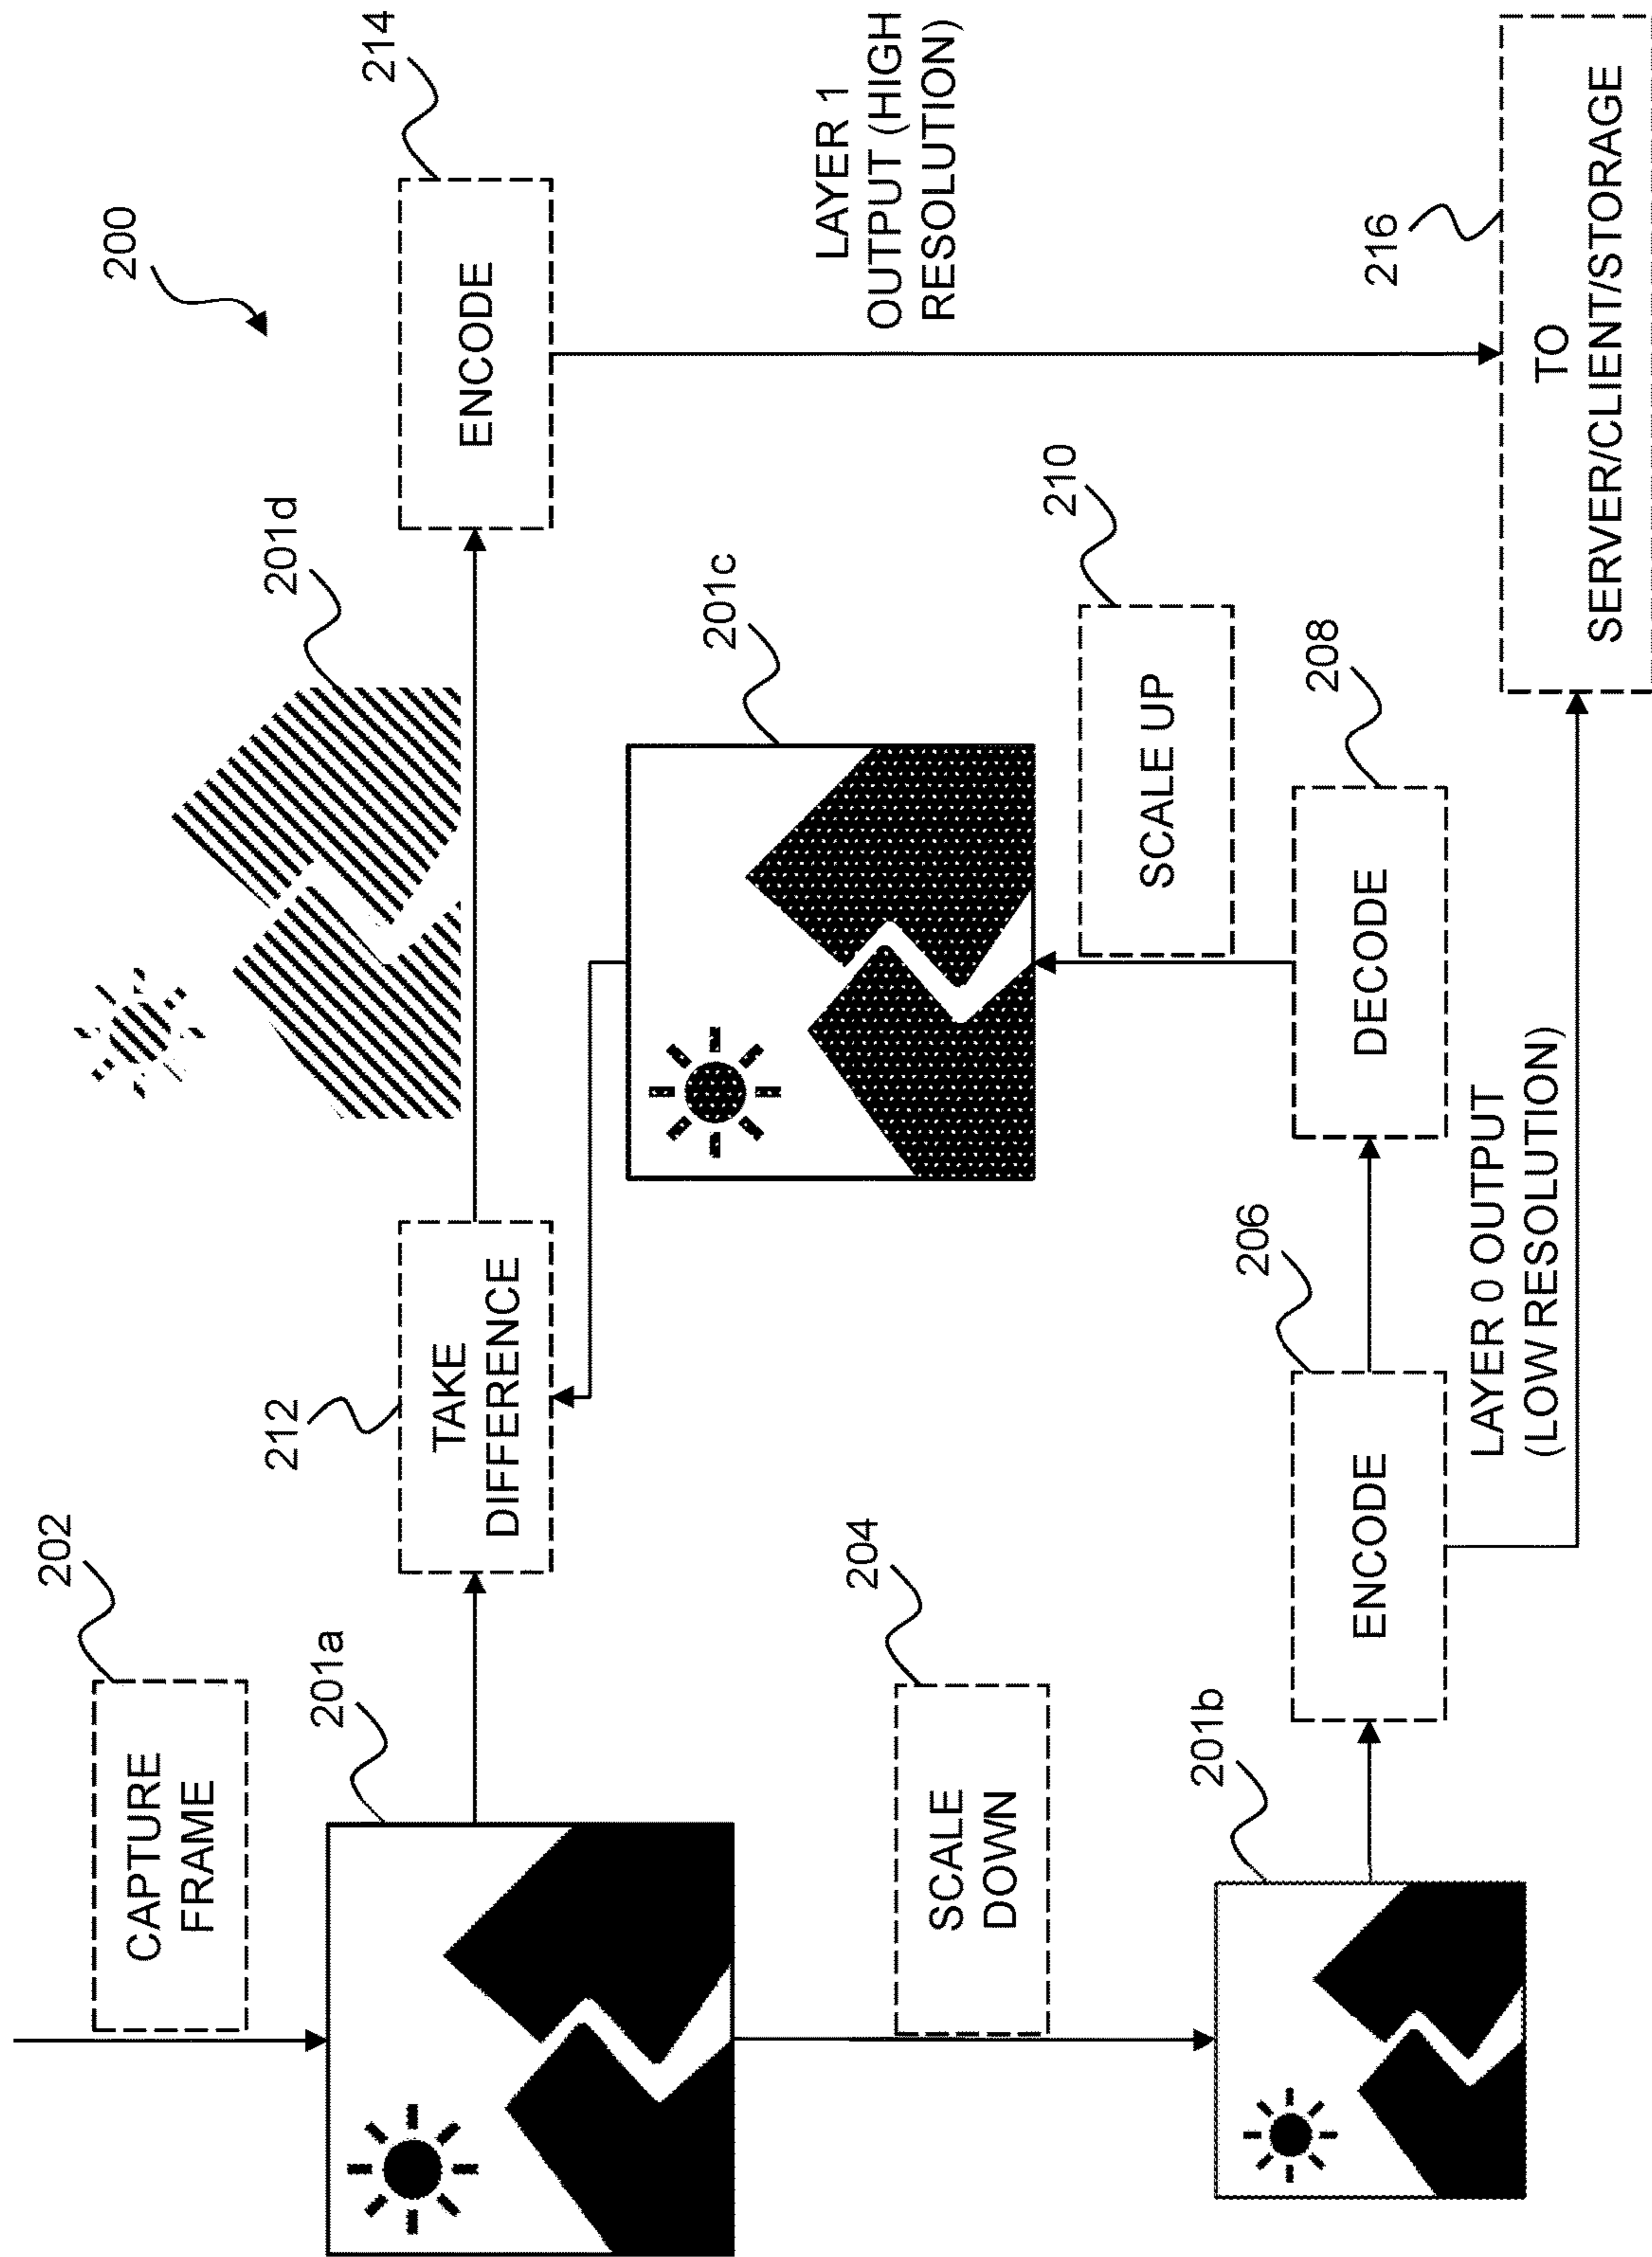 200
202
CAPTURE
FRAME
201a
212
TAKE
DIFFERENCE
201d
214
ENCODE
201c
LAYER 1
OUTPUT (HIGH
RESOLUTION)
204
SCALE
DOWN
210
SCALE UP
201b
206
ENCODE
208
DECODE
216
TO
SERVER/CLIENT/STORAGE
LAYER 0 OUTPUT
(LOW RESOLUTION)